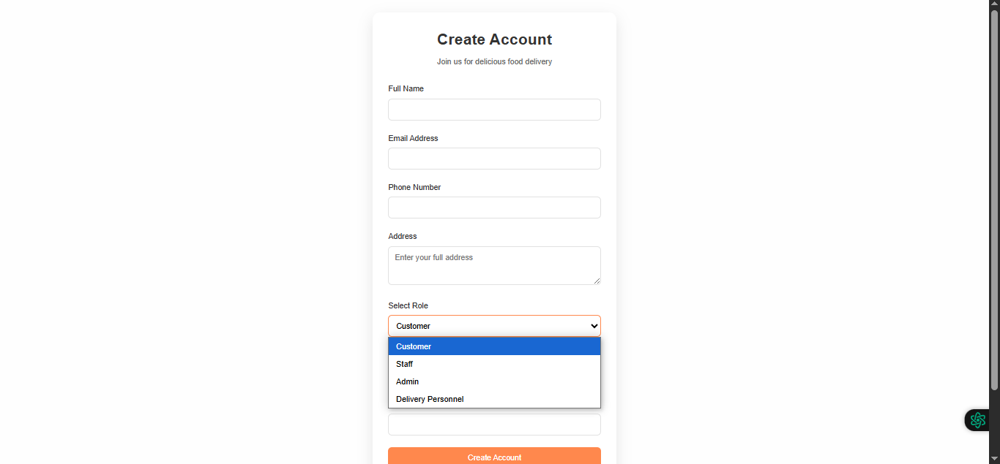 Create Account
Join us for delicious food delivery
Full Name
Email Address
Phone Number
Address
Enter your full address
Select Role
Customer
Customer
Staff
Admin
Delivery Personnel
Create Account